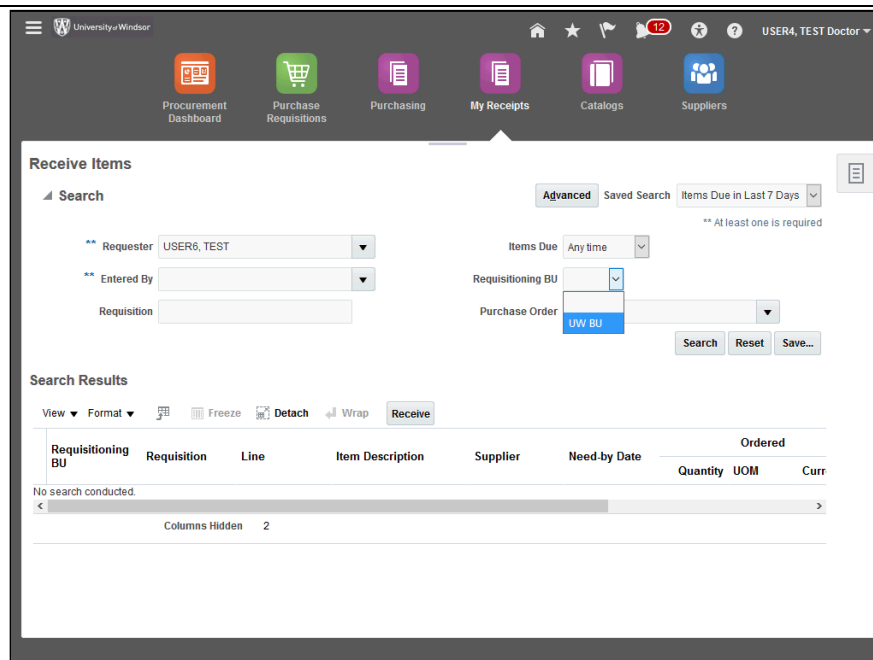 University of Windsor
12
USER4, TEST Doctor
Procurement Dashboard
Purchase Requisitions
Purchasing
My Receipts
Catalogs
Suppliers
Receive Items
Search
Advanced Saved Search Items Due in Last 7 Days
** At least one is required
** Requester USER6, TEST
Items Due Any time
** Entered By
Requisitioning BU
Requisition
Purchase Order
UW BU
Search Reset Save...
Search Results
View Format Freeze Detach Wrap Receive
Ordered
Requisitioning BU Requisition Line Item Description Supplier Need-by Date
Quantity UOM Curr
No search conducted.
Columns Hidden 2